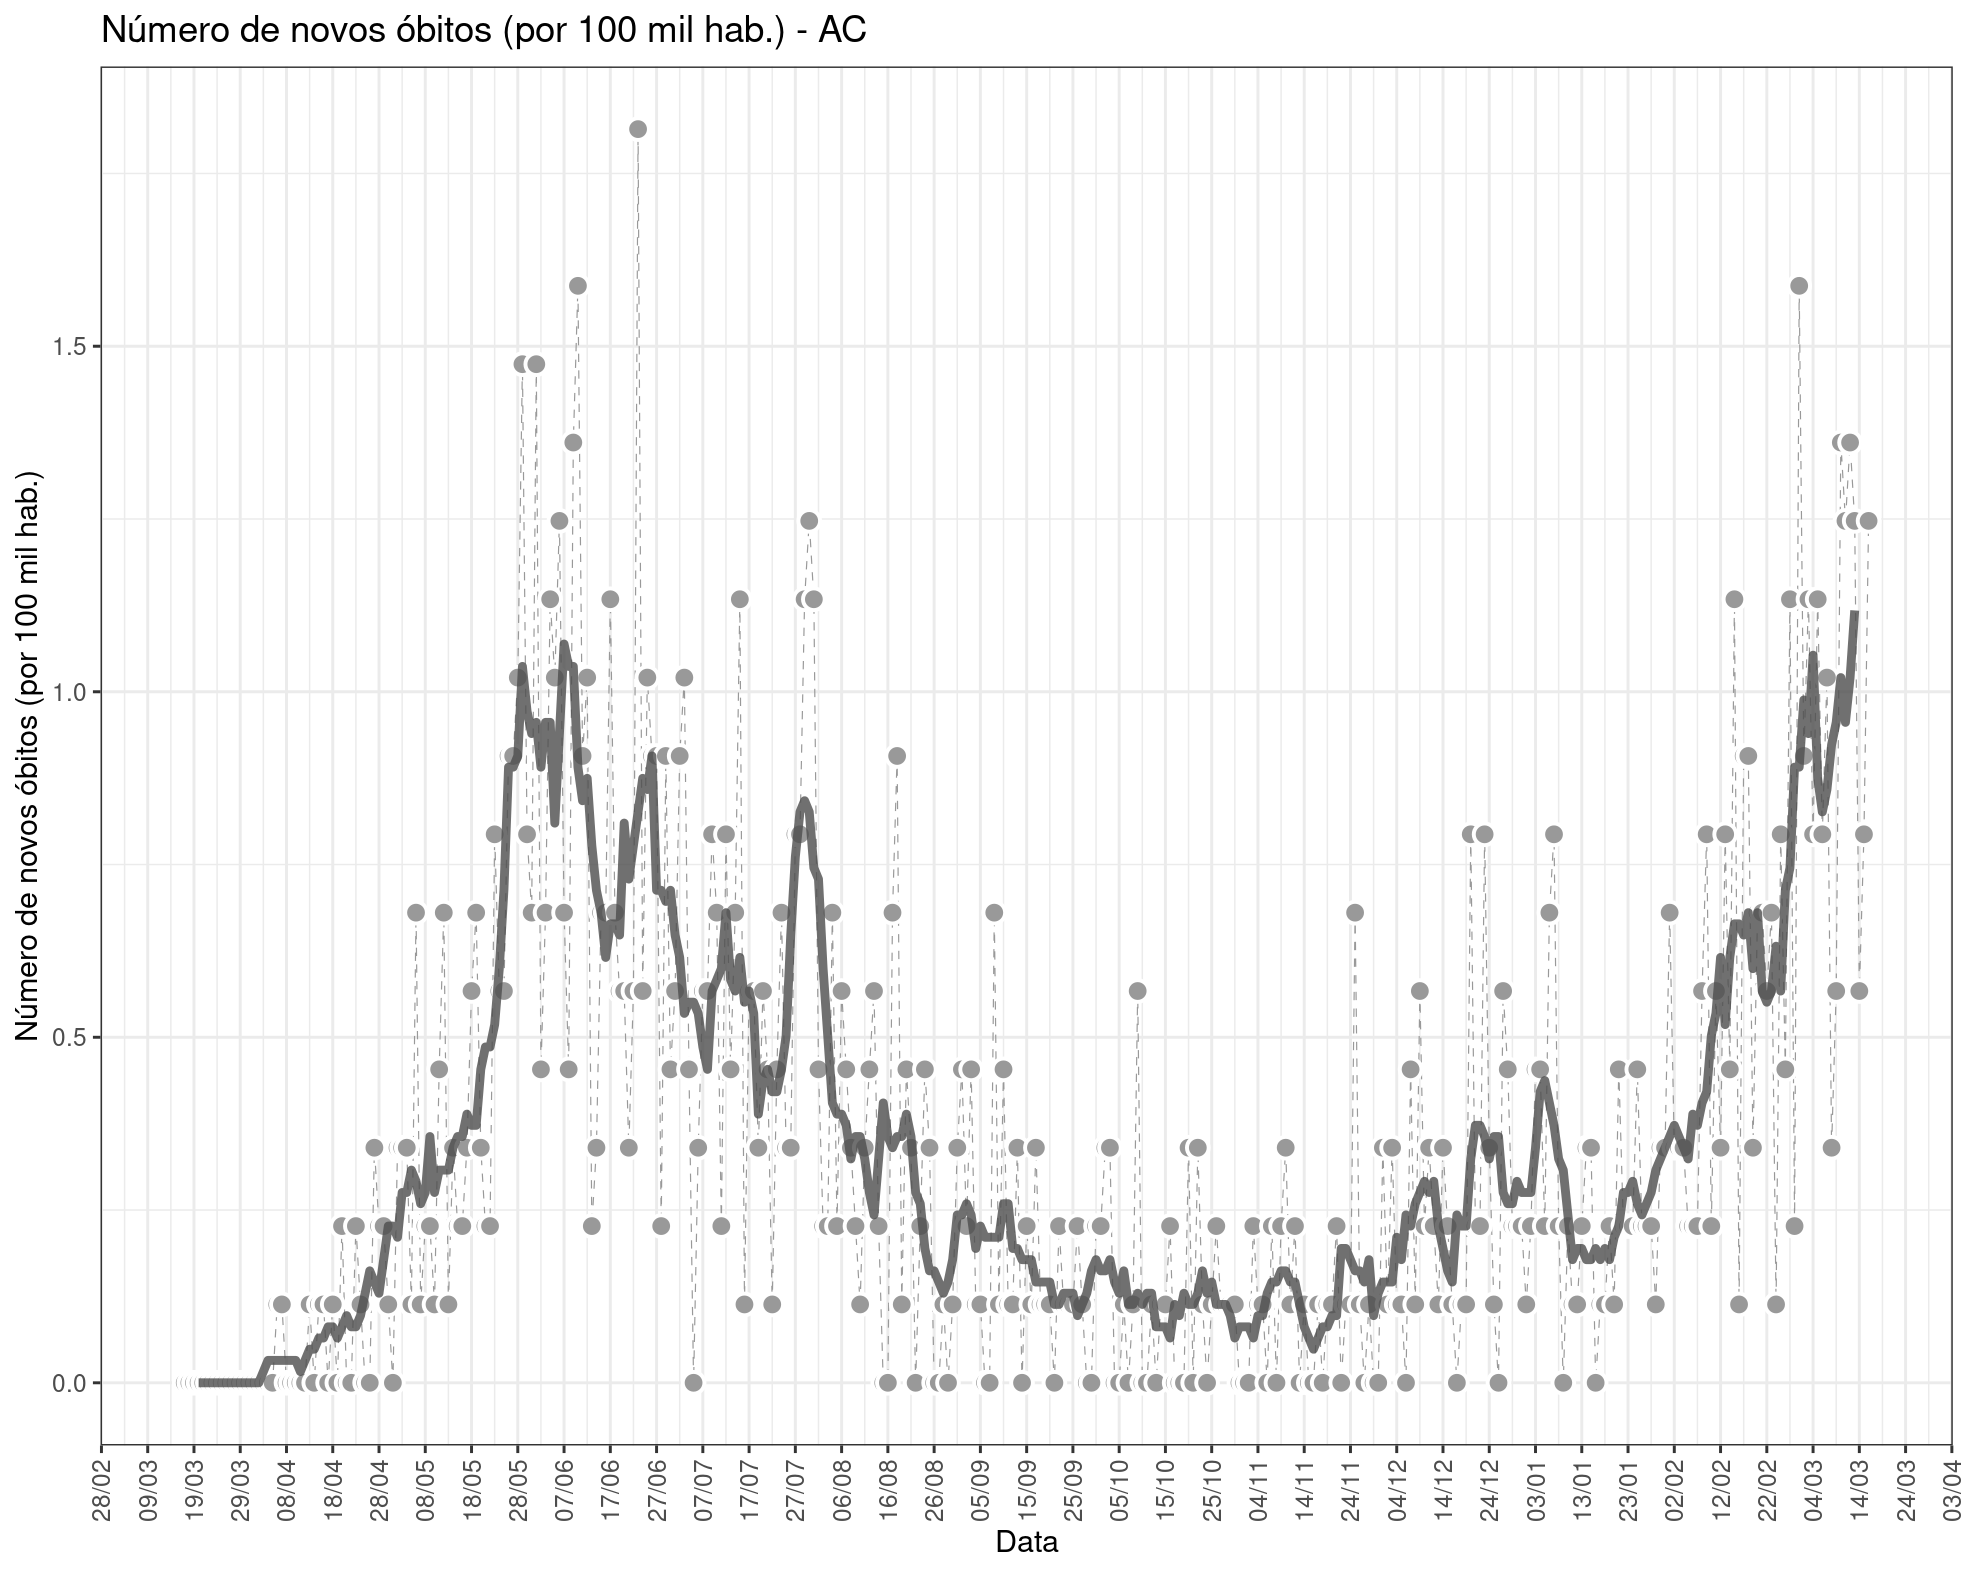 Número de novos óbitos (por 100 mil hab.) - AC
Número de novos óbitos (por 100 mil hab.)
1.5
1.0
0.5
0.0
28/02 09/03 19/03 29/03 08/04 18/04 28/04 08/05 18/05 28/05 07/06 17/06 27/06 07/07 17/07 27/07 06/08 16/08 26/08 05/09 15/09 25/09 05/10 15/10 25/10 04/11 14/11 24/11 04/12 14/12 24/12 03/01 13/01 23/01 02/02 12/02 22/02 04/03 14/03 24/03 03/04
Data